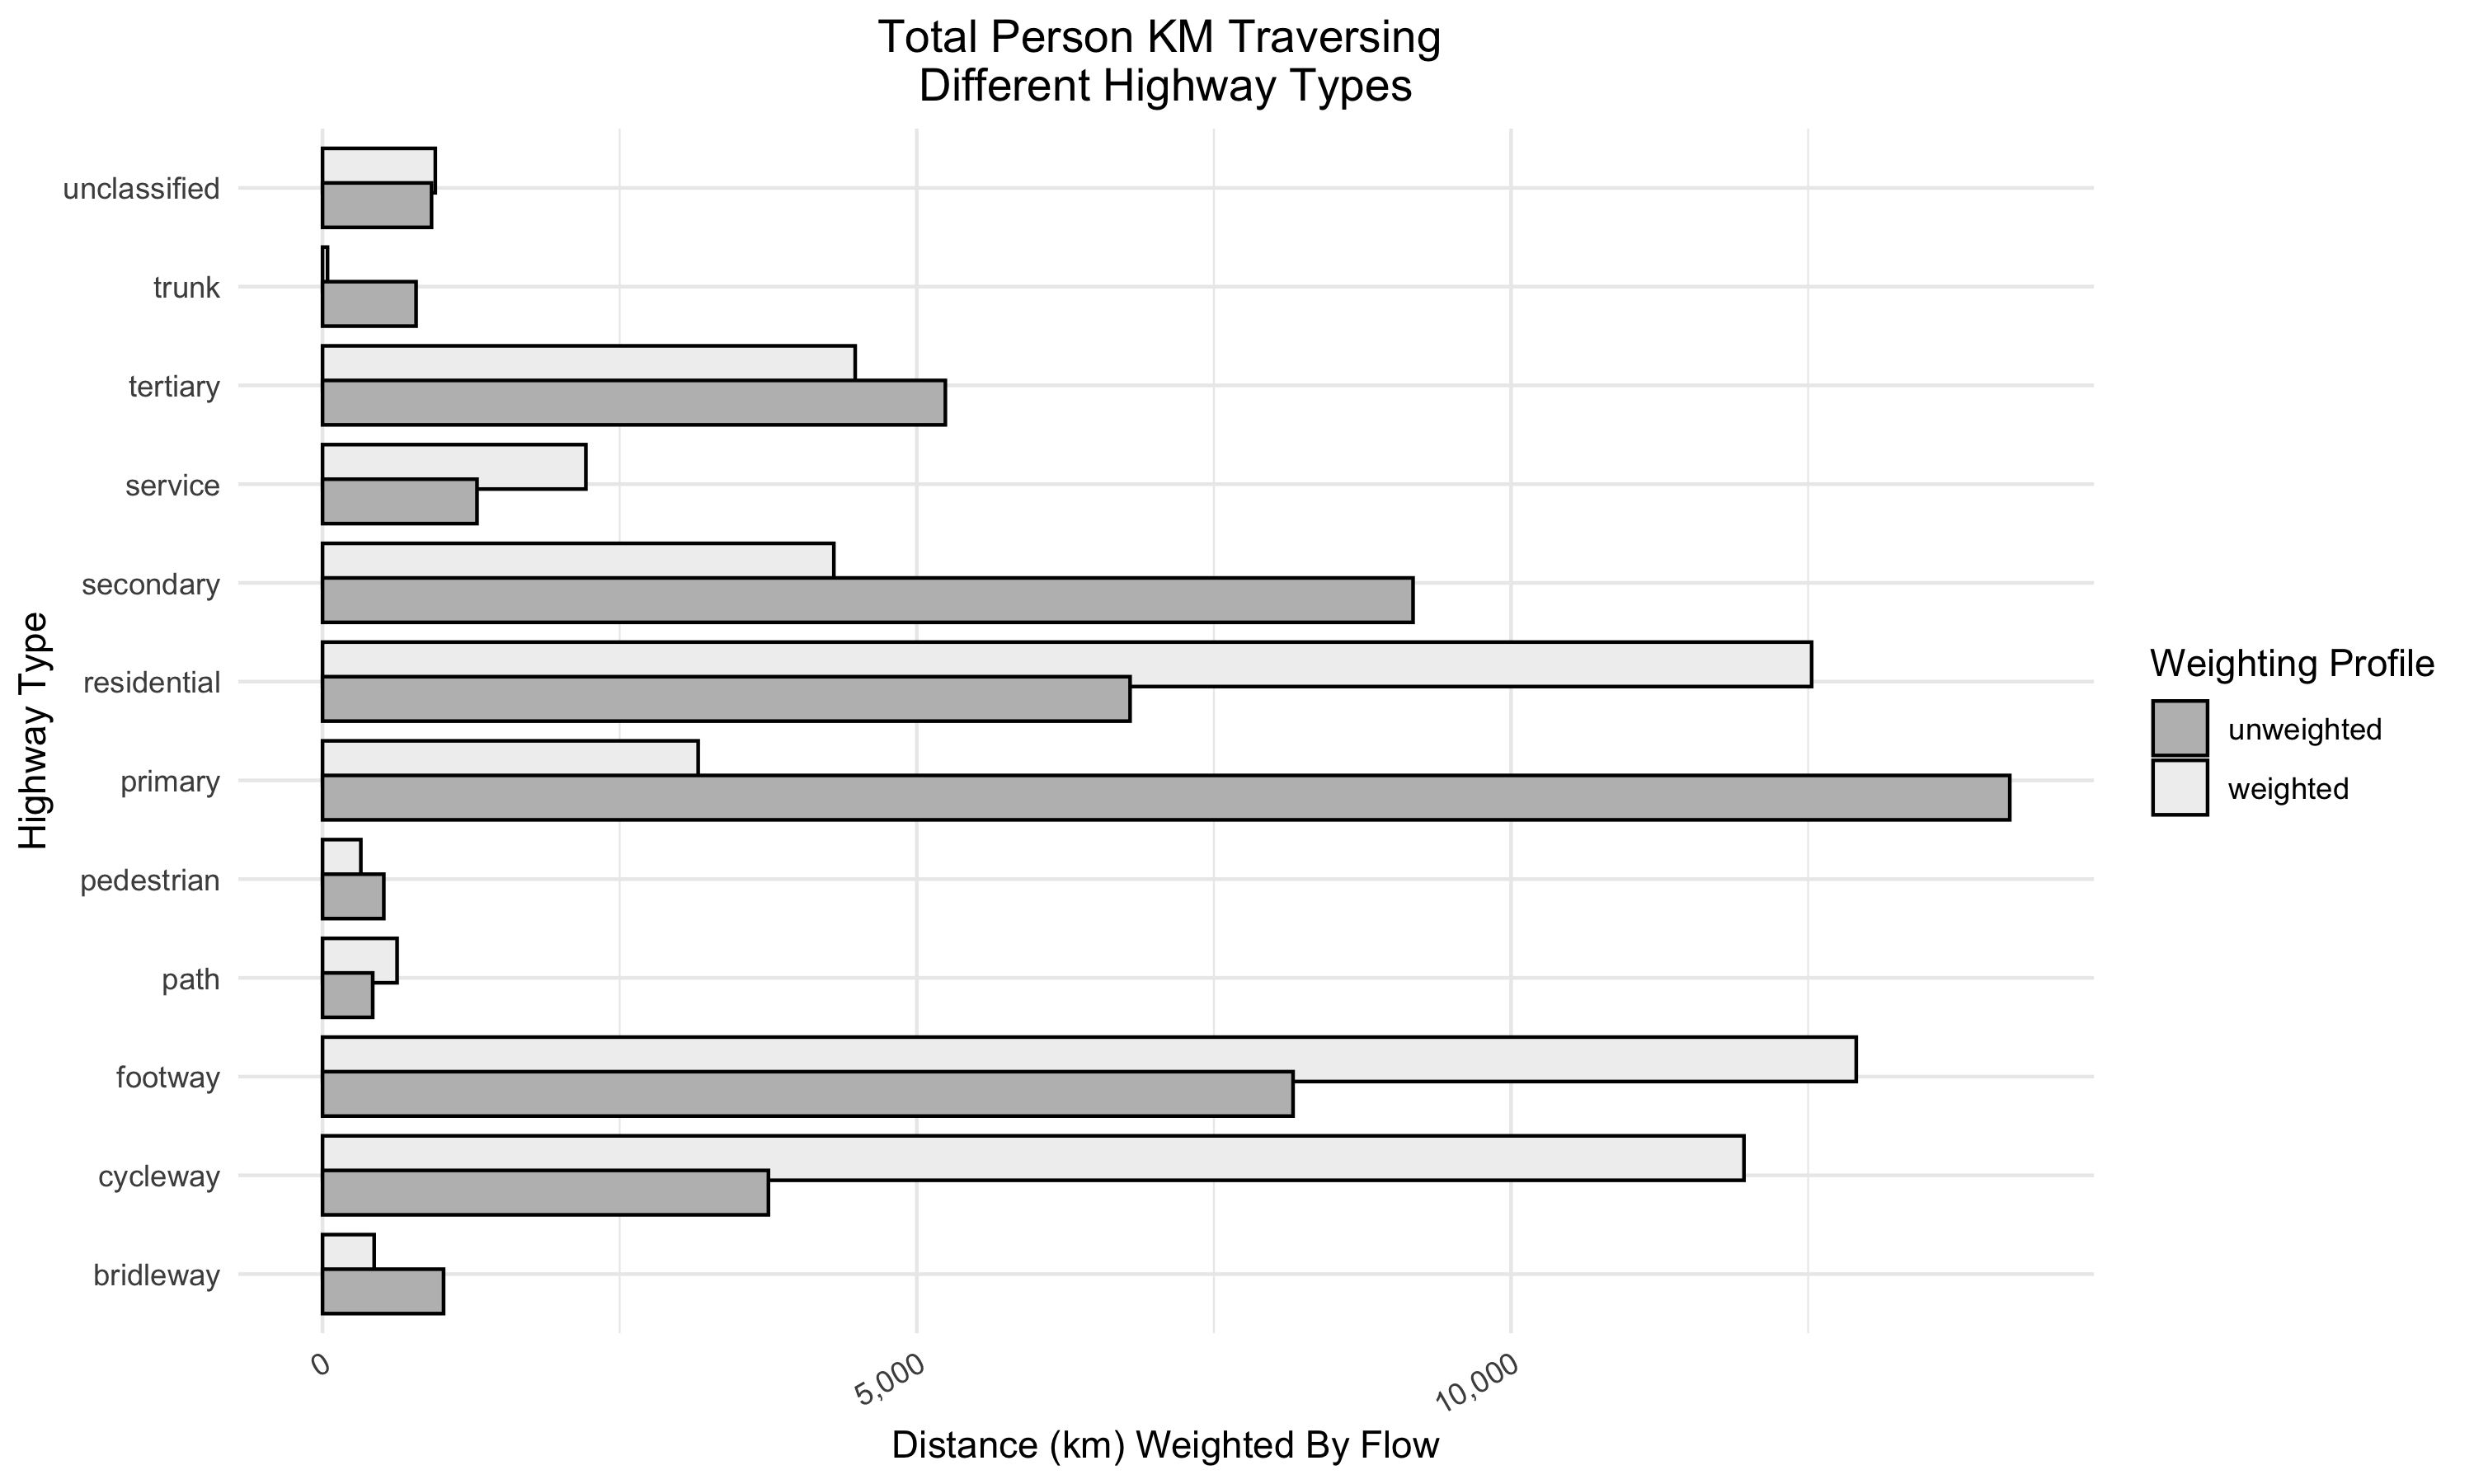 Total Person KM Traversing
Different Highway Types
unclassified
trunk
tertiary
service
secondary
residential
primary
pedestrian
path
footway
cycleway
bridleway
Highway Type
0
5,000
10,000
Distance (km) Weighted By Flow
Weighting Profile
unweighted
weighted